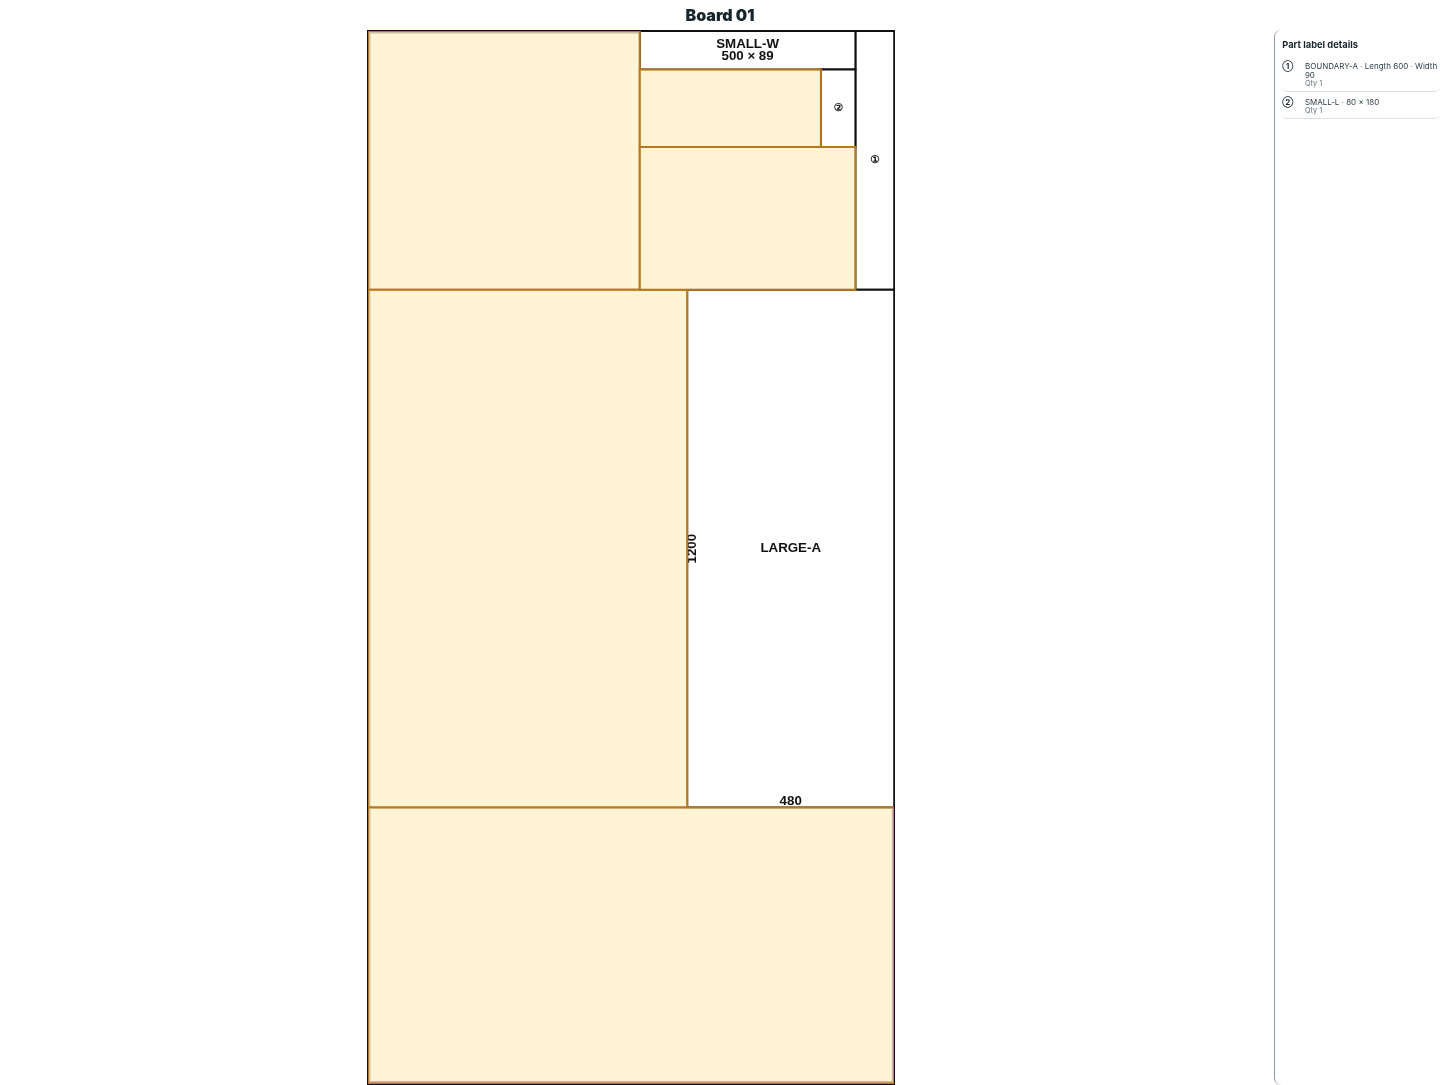 Board 01
SMALL-W
500 × 89
②
①
1200
LARGE-A
480
Part label details
① BOUNDARY-A · Length 600 · Width
90
Qty 1
② SMALL-L · 80 × 180
Qty 1